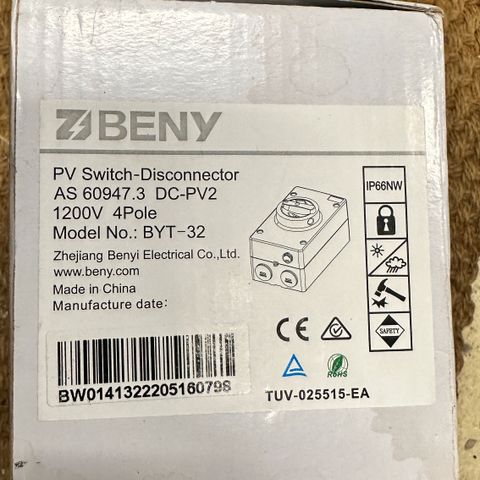 BENY
PV Switch-Disconnector
AS 60947.3 DC-PV2
1200V 4Pole
Model No.: BYT-32
Zhejiang Benyi Electrical Co.,Ltd.
www.beny.com
Made in China
Manufacture date:
BW0141322205160798
IP66NW
SAFETY
CE
RoHS
TUV-025515-EA